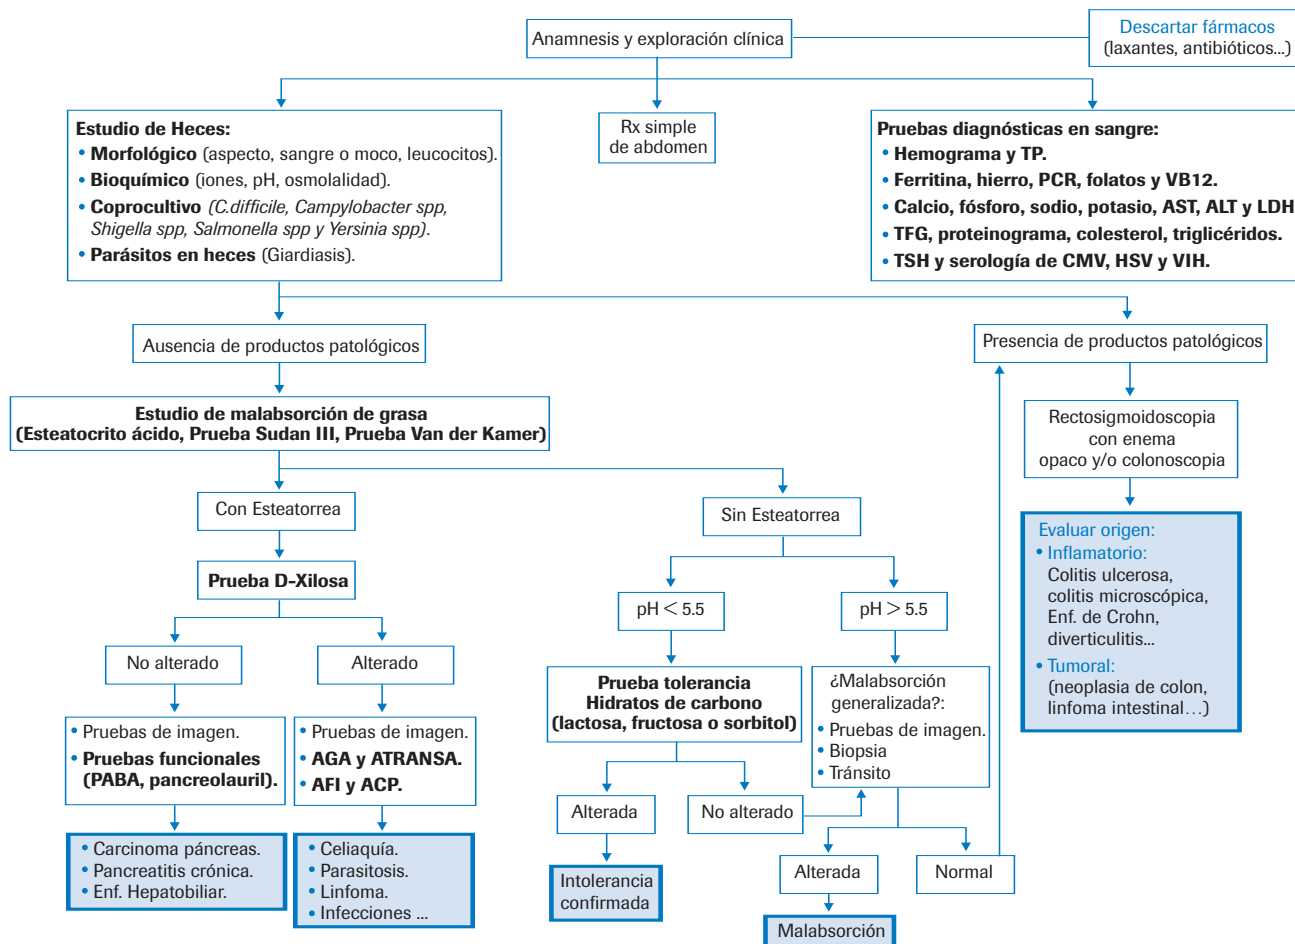 Anamnesis y exploración clínica
Descartar fármacos
(laxantes, antibióticos...)
Estudio de Heces:
• Morfológico (aspecto, sangre o moco, leucocitos).
• Bioquímico (iones, pH, osmolalidad).
• Coprocultivo (C.difficile, Campylobacter spp,
Shigella spp, Salmonella spp y Yersinia spp).
• Parásitos en heces (Giardiasis).
Rx simple
de abdomen
Pruebas diagnósticas en sangre:
• Hemograma y TP.
• Ferritina, hierro, PCR, folatos y VB12.
• Calcio, fósforo, sodio, potasio, AST, ALT y LDH
• TFG, proteinograma, colesterol, triglicéridos.
• TSH y serología de CMV, HSV y VIH.
Ausencia de productos patológicos
Presencia de productos patológicos
Estudio de malabsorción de grasa
(Esteatocrito ácido, Prueba Sudan III, Prueba Van der Kamer)
Rectosigmoidoscopia
con enema
opaco y/o colonoscopia
Con Esteatorrea
Sin Esteatorrea
Evaluar origen:
• Inflamatorio:
Colitis ulcerosa,
colitis microscópica,
Enf. de Crohn,
diverticulitis...
• Tumoral:
(neoplasia de colon,
linfoma intestinal...)
Prueba D-Xilosa
pH < 5.5
pH > 5.5
No alterado
Alterado
Prueba tolerancia
Hidratos de carbono
(lactosa, fructosa o sorbitol)
¿Malabsorción
generalizada?:
• Pruebas de imagen.
• Biopsia
• Tránsito
• Pruebas de imagen.
• Pruebas funcionales
(PABA, pancreolauril).
• Pruebas de imagen.
• AGA y ATRANSA.
• AFI y ACP.
Alterada
No alterado
• Carcinoma páncreas.
• Pancreatitis crónica.
• Enf. Hepatobiliar.
• Celiaquía.
• Parasitosis.
• Linfoma.
• Infecciones ...
Intolerancia
confirmada
Alterada
Normal
Malabsorción